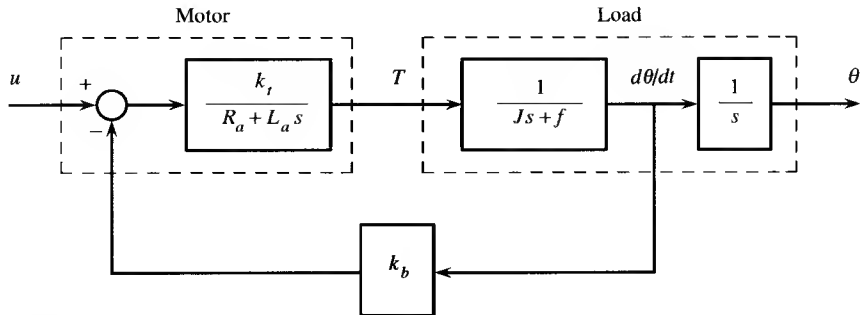 Motor
Load
u
+
−
k_t
R_a + L_a s
T
1
Js + f
dθ/dt
1
s
θ
k_b